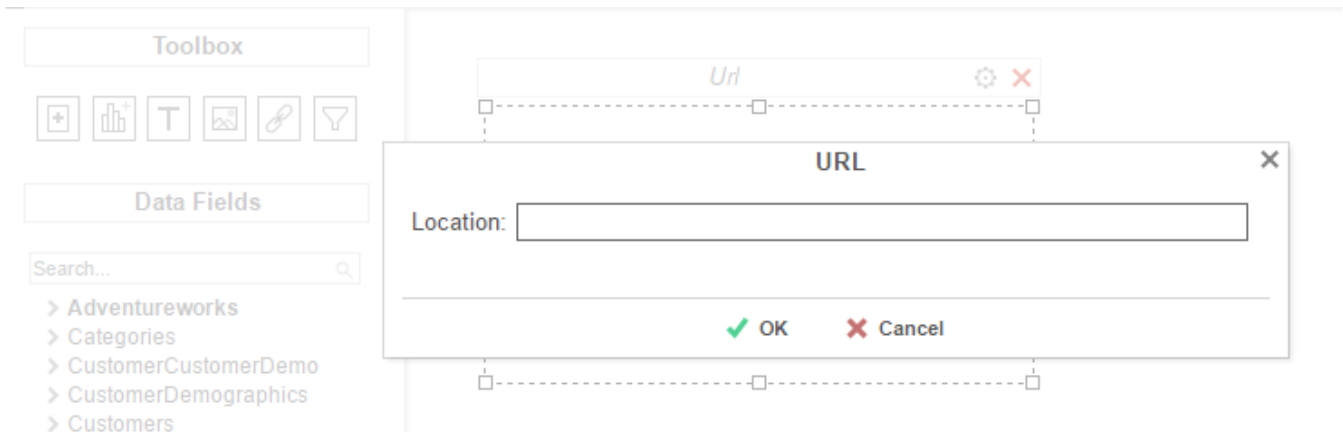 Toolbox
Url
T
URL
Data Fields
Location:
Search...
Adventureworks
Categories
OK Cancel
CustomerCustomerDemo
CustomerDemographics
Customers